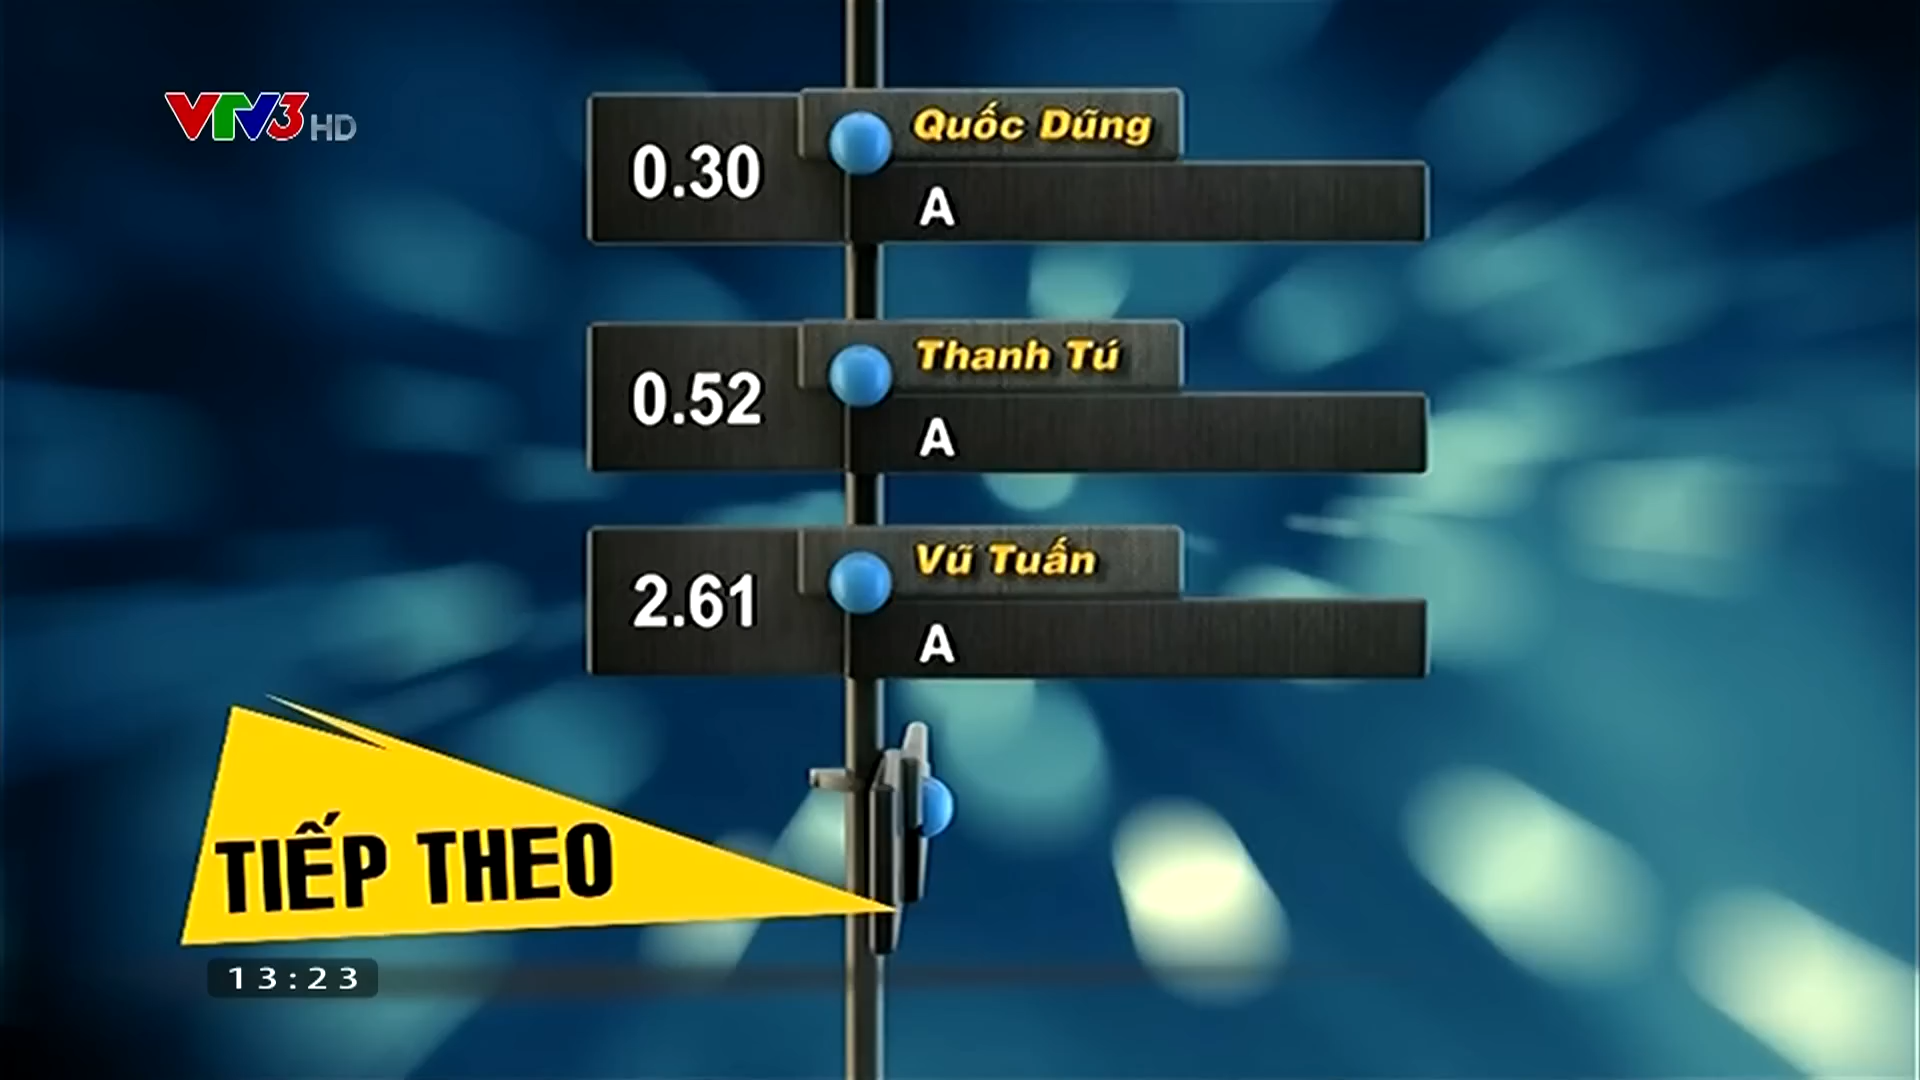 VTV3 HD
Quốc Dũng
0.30
A
Thanh Tú
0.52
A
Vũ Tuấn
2.61
A
TIẾP THEO
13:23